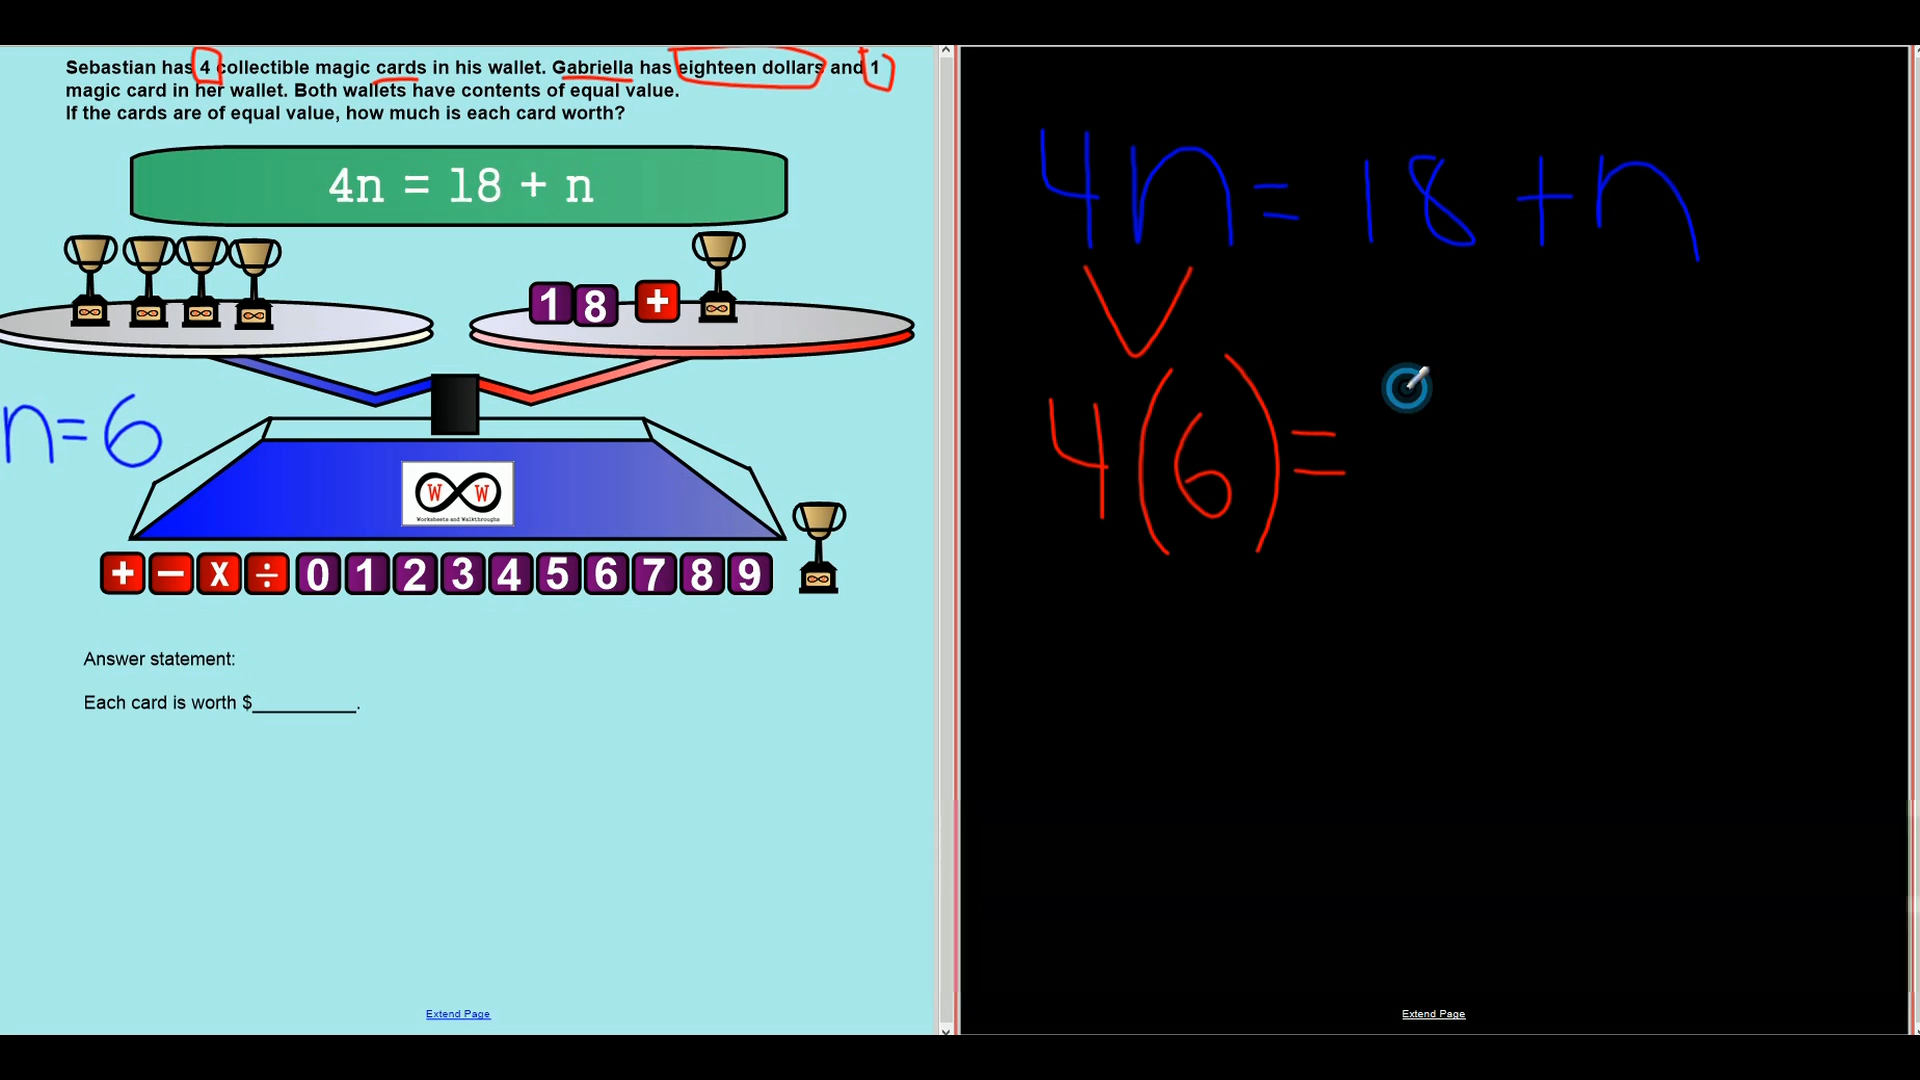 Sebastian has 4 collectible magic cards in his wallet. Gabriella has eighteen dollars and 1
magic card in her wallet. Both wallets have contents of equal value.
If the cards are of equal value, how much is each card worth?
4n = 18 + n
18 +
n=6
W W
Worksheets and Walkthroughs
+ − X ÷ 0 1 2 3 4 5 6 7 8 9
Answer statement:
Each card is worth $__________.
Extend Page
4n = 18 + n
4(6) =
Extend Page